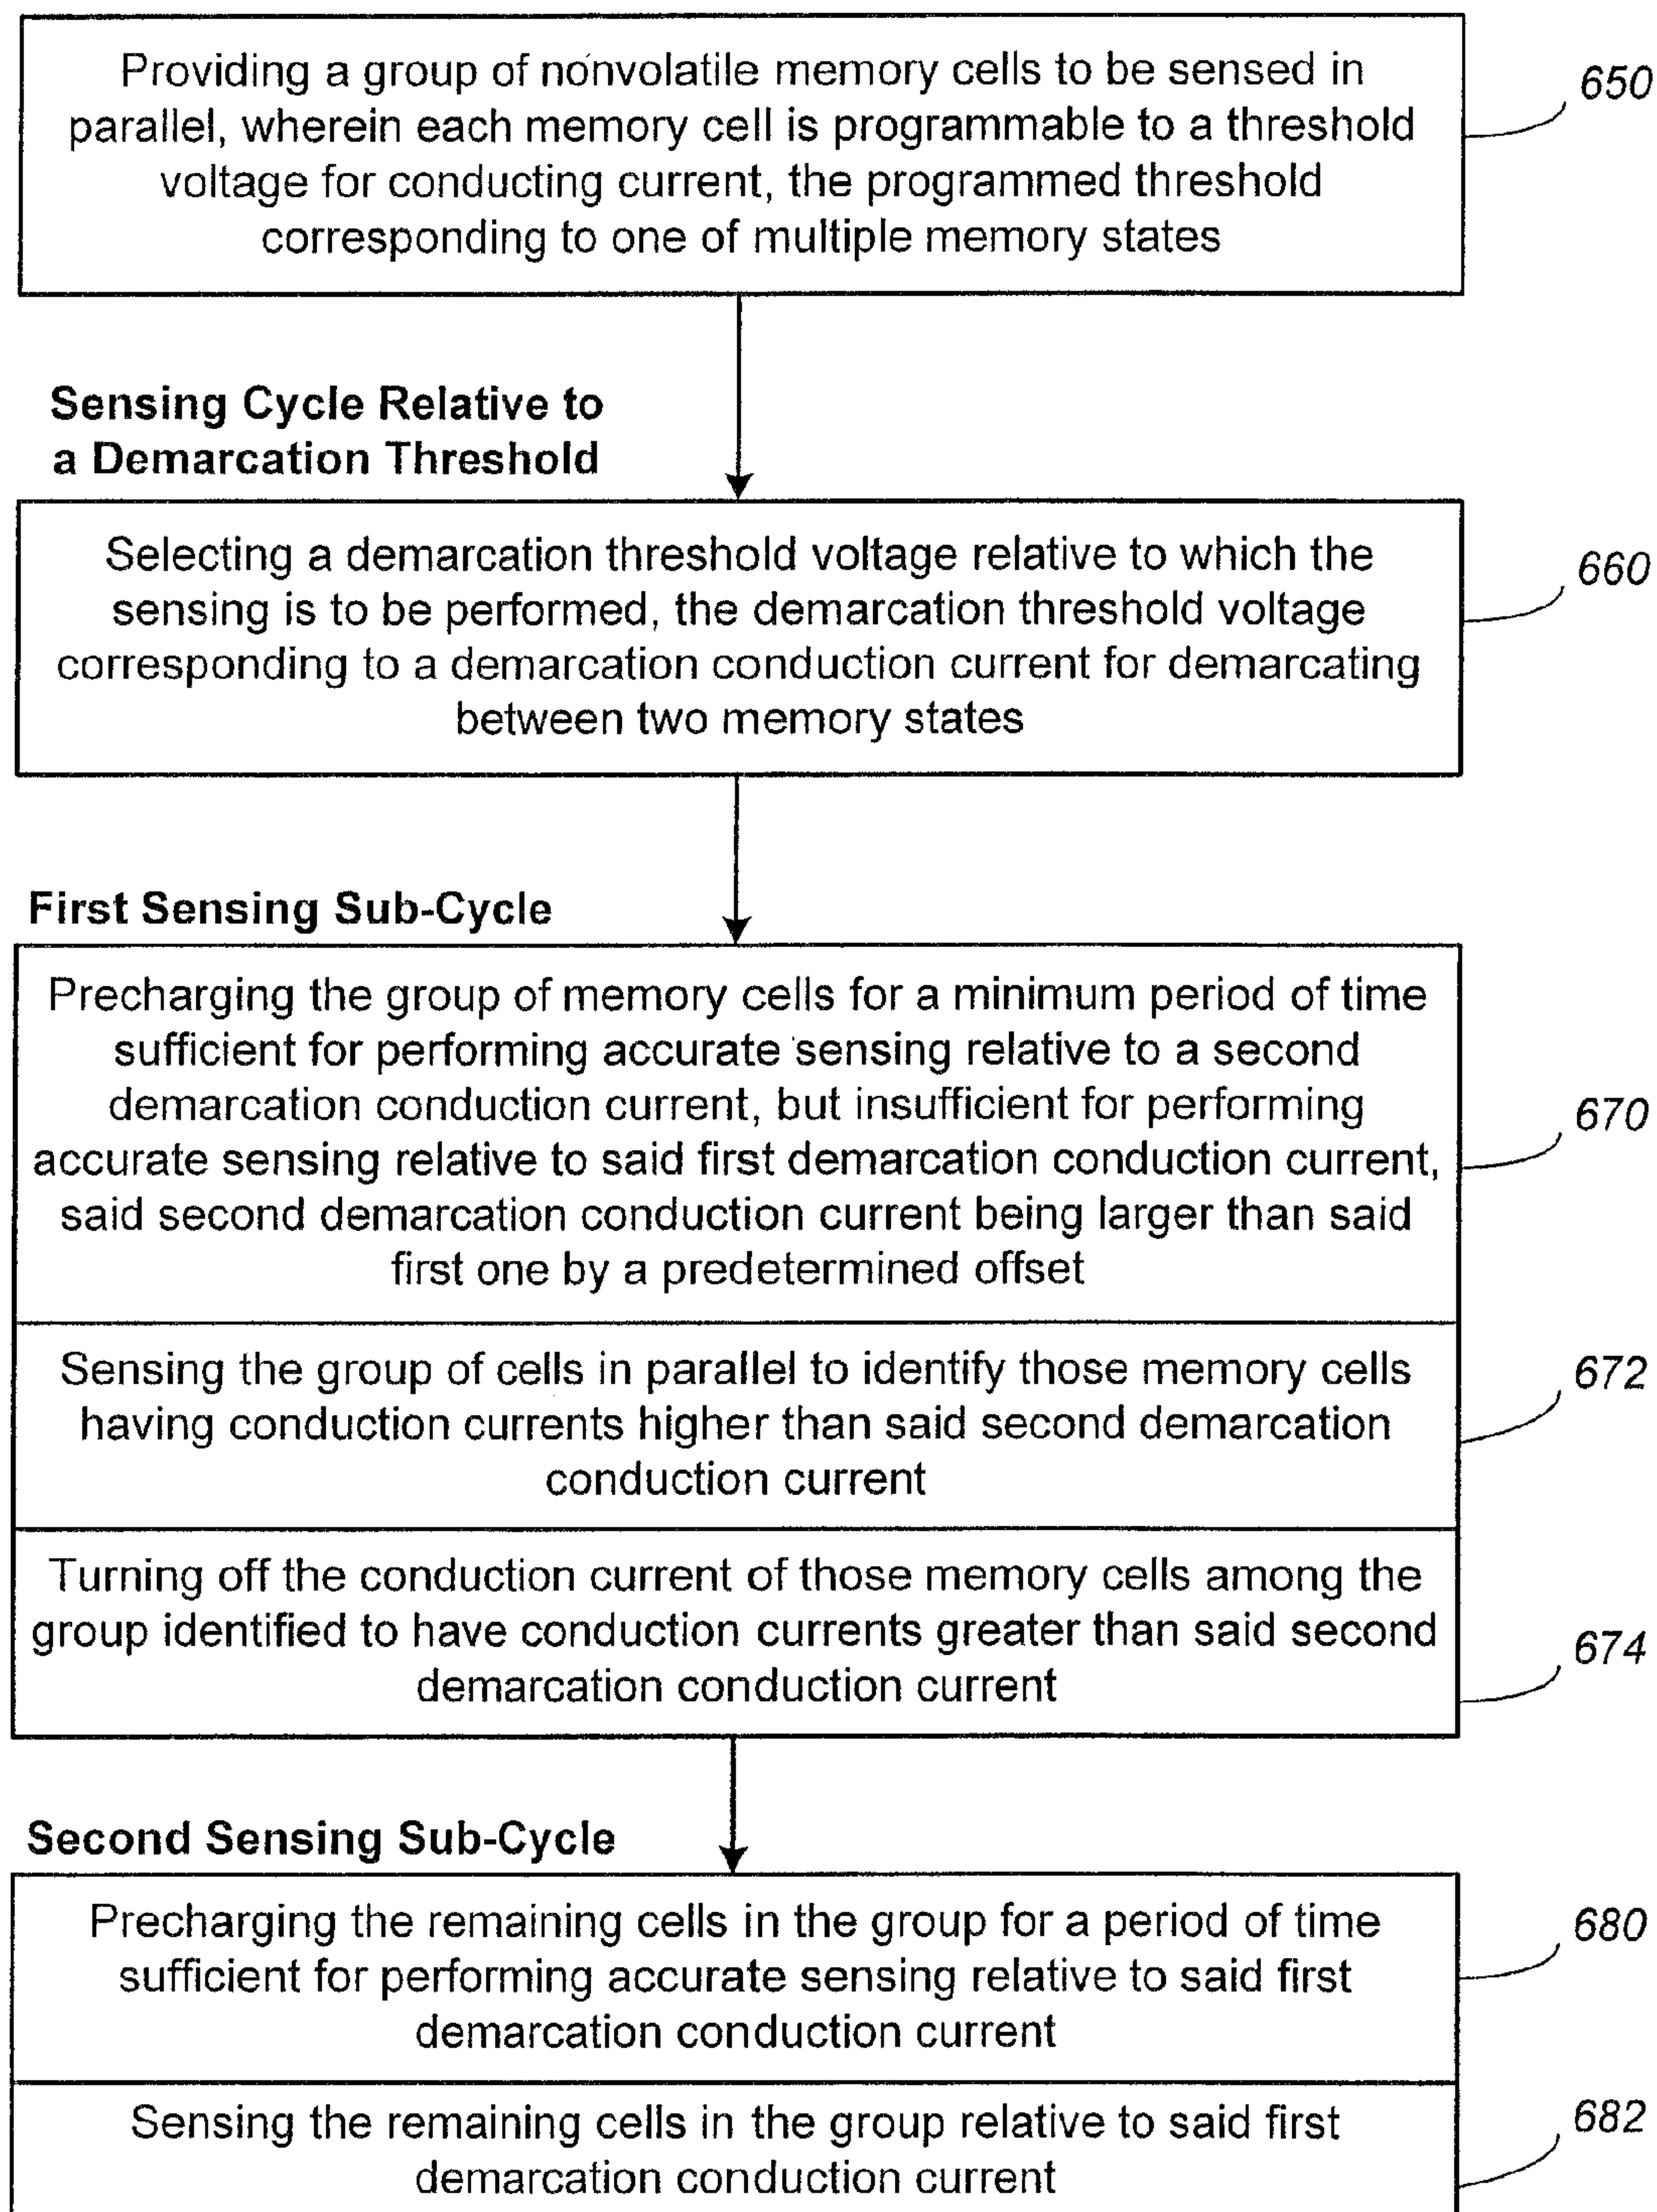 Providing a group of nonvolatile memory cells to be sensed in
parallel, wherein each memory cell is programmable to a threshold
voltage for conducting current, the programmed threshold
corresponding to one of multiple memory states
650
Sensing Cycle Relative to
a Demarcation Threshold
Selecting a demarcation threshold voltage relative to which the
sensing is to be performed, the demarcation threshold voltage
corresponding to a demarcation conduction current for demarcating
between two memory states
660
First Sensing Sub-Cycle
Precharging the group of memory cells for a minimum period of time
sufficient for performing accurate sensing relative to a second
demarcation conduction current, but insufficient for performing
accurate sensing relative to said first demarcation conduction current,
said second demarcation conduction current being larger than said
first one by a predetermined offset
670
Sensing the group of cells in parallel to identify those memory cells
having conduction currents higher than said second demarcation
conduction current
672
Turning off the conduction current of those memory cells among the
group identified to have conduction currents greater than said second
demarcation conduction current
674
Second Sensing Sub-Cycle
Precharging the remaining cells in the group for a period of time
sufficient for performing accurate sensing relative to said first
demarcation conduction current
680
Sensing the remaining cells in the group relative to said first
demarcation conduction current
682